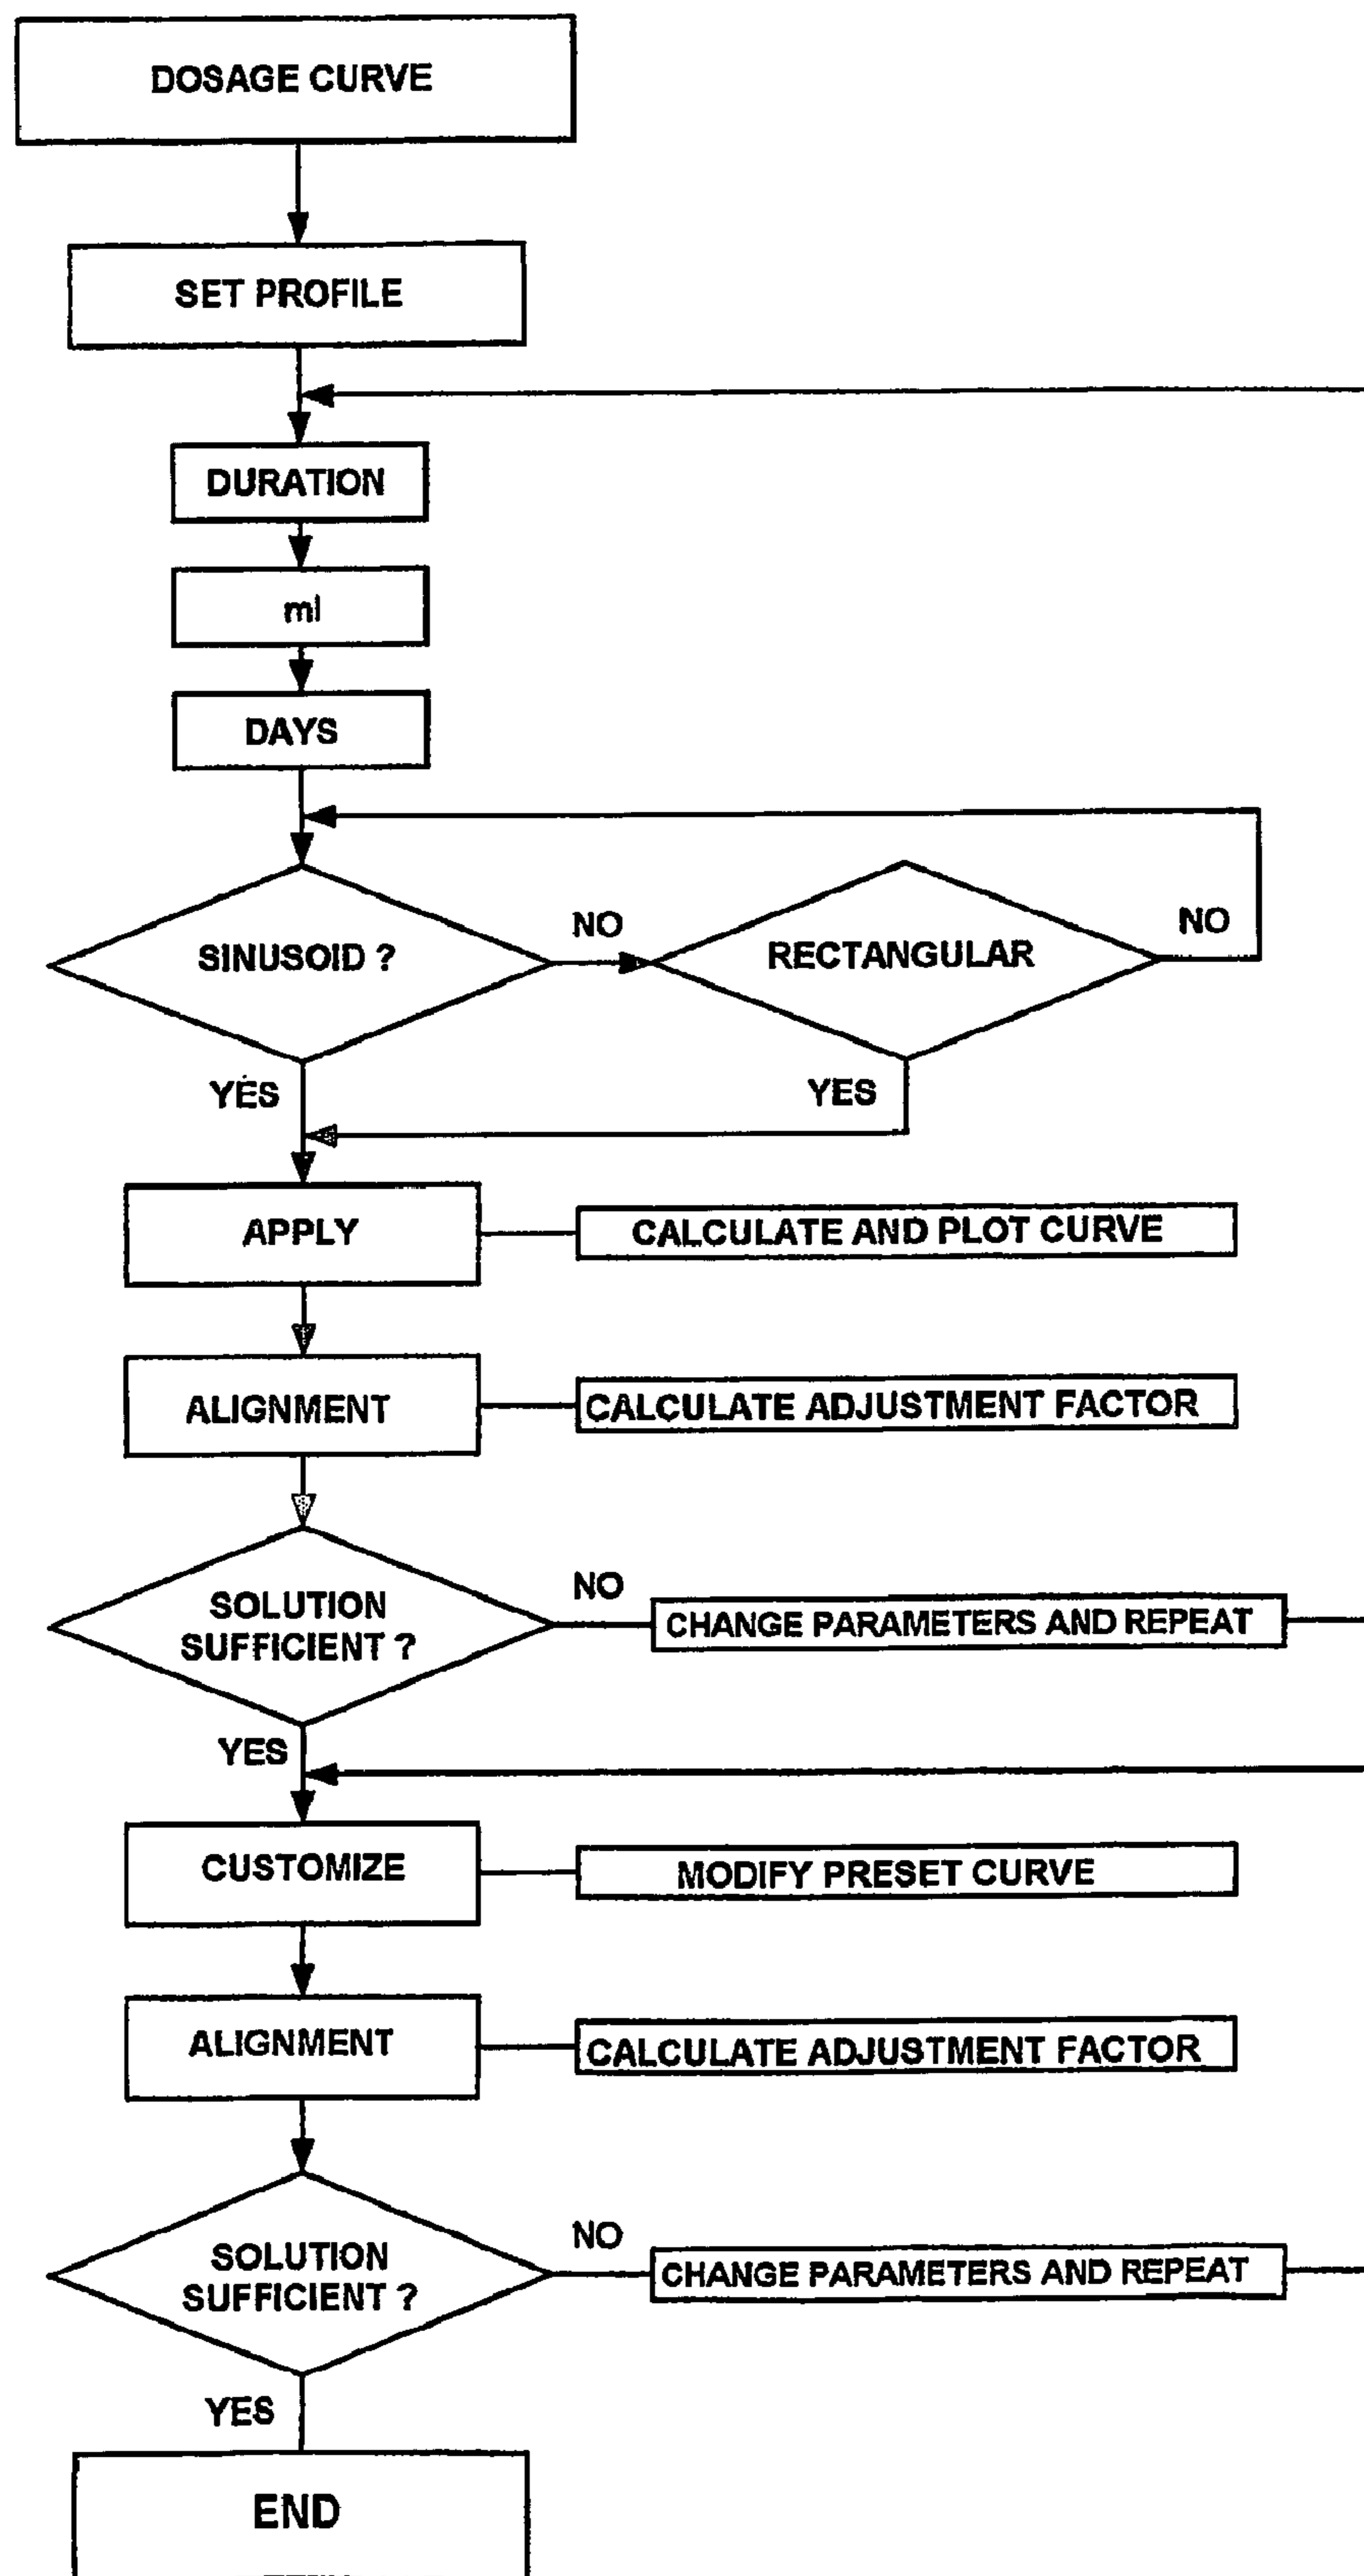 DOSAGE CURVE
SET PROFILE
DURATION
ml
DAYS
SINUSOID ?
NO
RECTANGULAR
NO
YES
YES
APPLY
CALCULATE AND PLOT CURVE
ALIGNMENT
CALCULATE ADJUSTMENT FACTOR
SOLUTION
SUFFICIENT ?
NO
CHANGE PARAMETERS AND REPEAT
YES
CUSTOMIZE
MODIFY PRESET CURVE
ALIGNMENT
CALCULATE ADJUSTMENT FACTOR
SOLUTION
SUFFICIENT ?
NO
CHANGE PARAMETERS AND REPEAT
YES
END